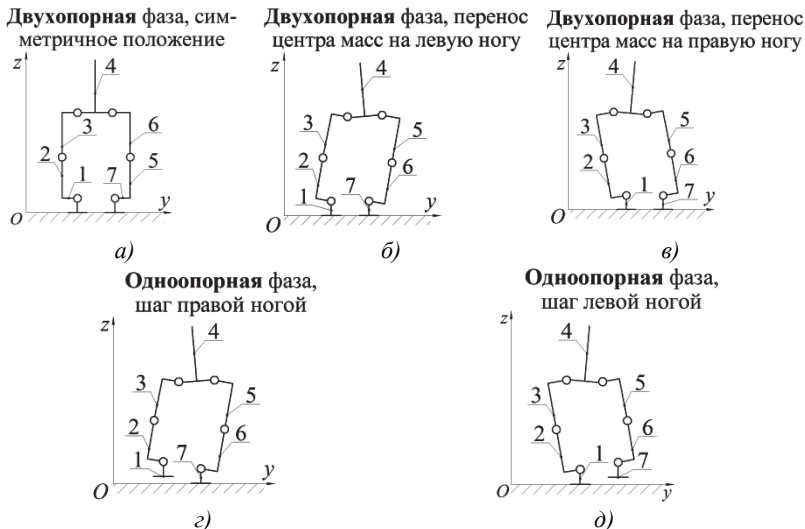 Двухопорная фаза, сим-
метричное положение
z
4
3
6
2
5
1
7
O
y
а)
Двухопорная фаза, перенос
центра масс на левую ногу
z
4
3
5
2
6
1
7
O
y
б)
Двухопорная фаза, перенос
центра масс на правую ногу
z
4
3
5
2
6
1
7
O
y
в)
Одноопорная фаза,
шаг правой ногой
z
4
3
5
2
6
1
7
O
y
г)
Одноопорная фаза,
шаг левой ногой
z
4
3
5
2
6
1
7
O
y
д)